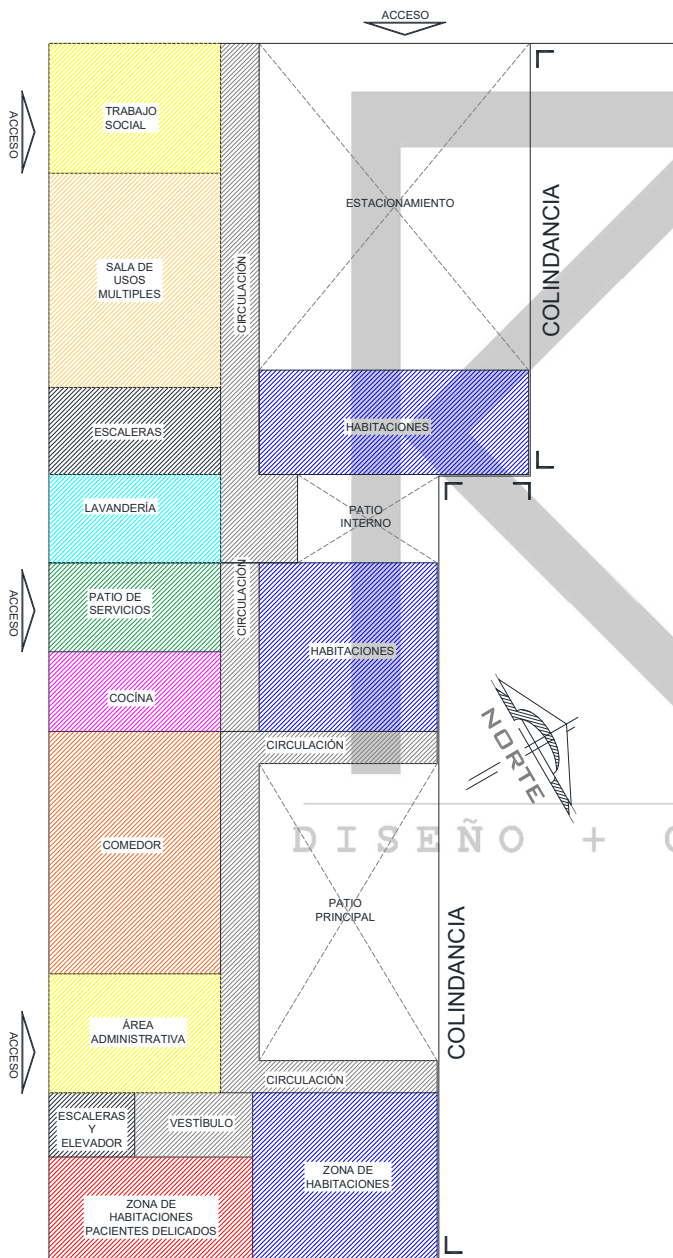 ACCESO
ACCESO
TRABAJO
SOCIAL
ESTACIONAMIENTO
COLINDANCIA
CIRCULACIÓN
SALA DE
USOS
MULTIPLES
ESCALERAS
HABITACIONES
LAVANDERÍA
PATIO
INTERNO
ACCESO
PATIO DE
SERVICIOS
CIRCULACIÓN
HABITACIONES
COCÍNA
NORTE
CIRCULACIÓN
COMEDOR
DISEÑO +
PATIO
PRINCIPAL
COLINDANCIA
ACCESO
ÁREA
ADMINISTRATIVA
CIRCULACIÓN
ESCALERAS
Y
ELEVADOR
VESTÍBULO
ZONA DE
HABITACIONES
ZONA DE
HABITACIONES
PACIENTES DELICADOS